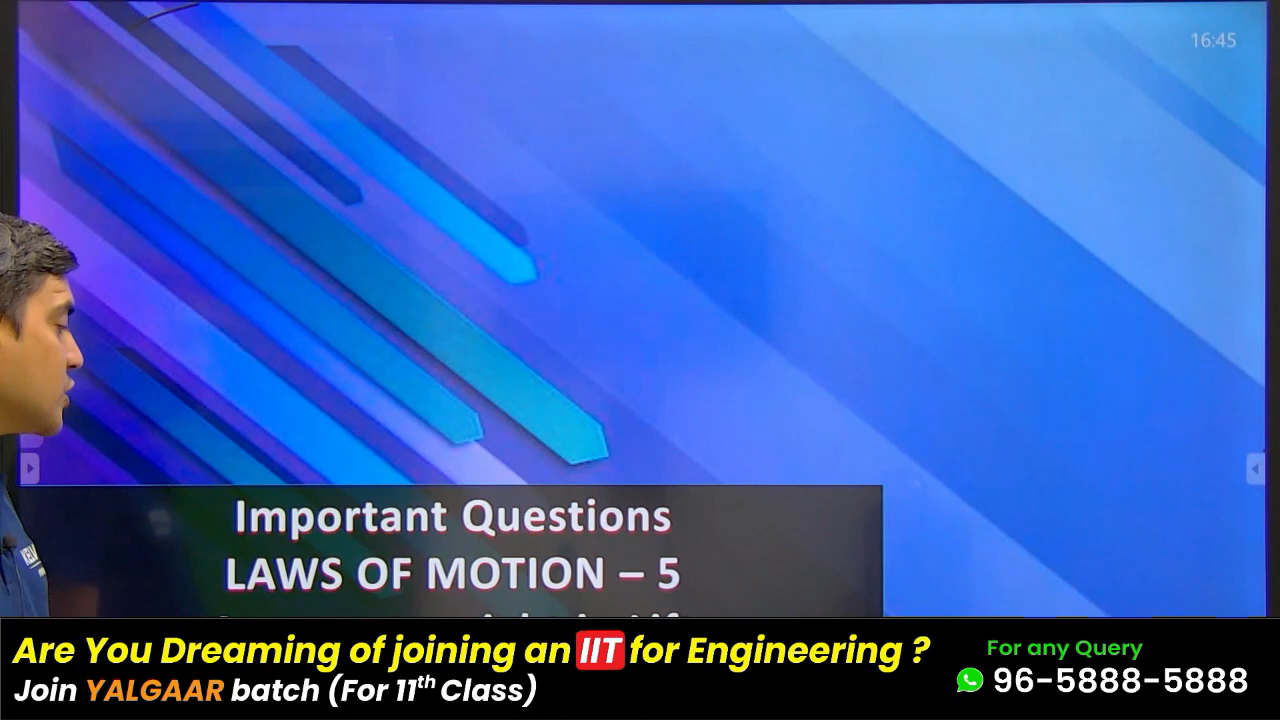 16:45
Important Questions
LAWS OF MOTION – 5
Are You Dreaming of joining an IIT for Engineering ?
Join YALGAAR batch (For 11th Class)
For any Query
96-5888-5888